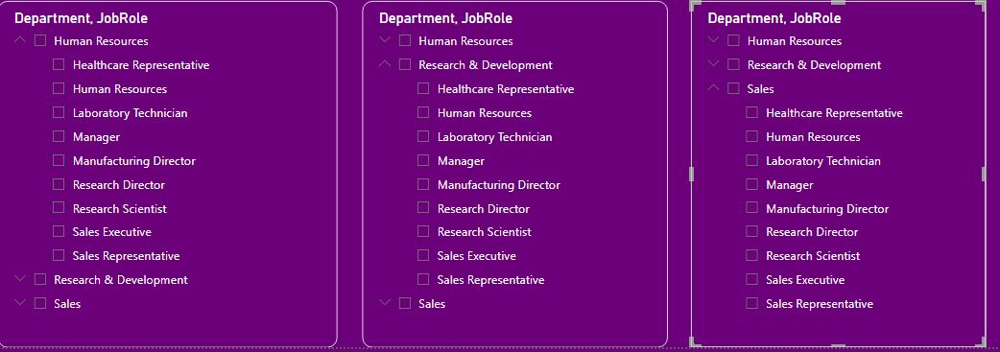 Department, JobRole
Human Resources
Healthcare Representative
Human Resources
Laboratory Technician
Manager
Manufacturing Director
Research Director
Research Scientist
Sales Executive
Sales Representative
Research & Development
Sales
Department, JobRole
Human Resources
Research & Development
Healthcare Representative
Human Resources
Laboratory Technician
Manager
Manufacturing Director
Research Director
Research Scientist
Sales Executive
Sales Representative
Sales
Department, JobRole
Human Resources
Research & Development
Sales
Healthcare Representative
Human Resources
Laboratory Technician
Manager
Manufacturing Director
Research Director
Research Scientist
Sales Executive
Sales Representative